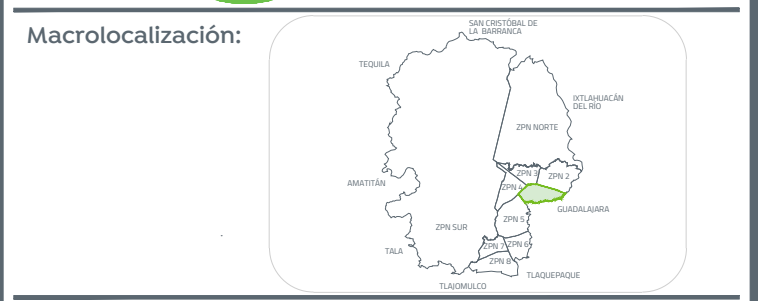 Macrolocalización:
SAN CRISTÓBAL DE
LA BARRANCA
TEQUILA
IXTLAHUACÁN
DEL RÍO
ZPN NORTE
ZPN 3
ZPN 2
AMATITÁN
ZPN 4
GUADALAJARA
ZPN 5
ZPN SUR
ZPN 7
ZPN 6
TALA
ZPN 8
TLAQUEPAQUE
TLAJOMULCO